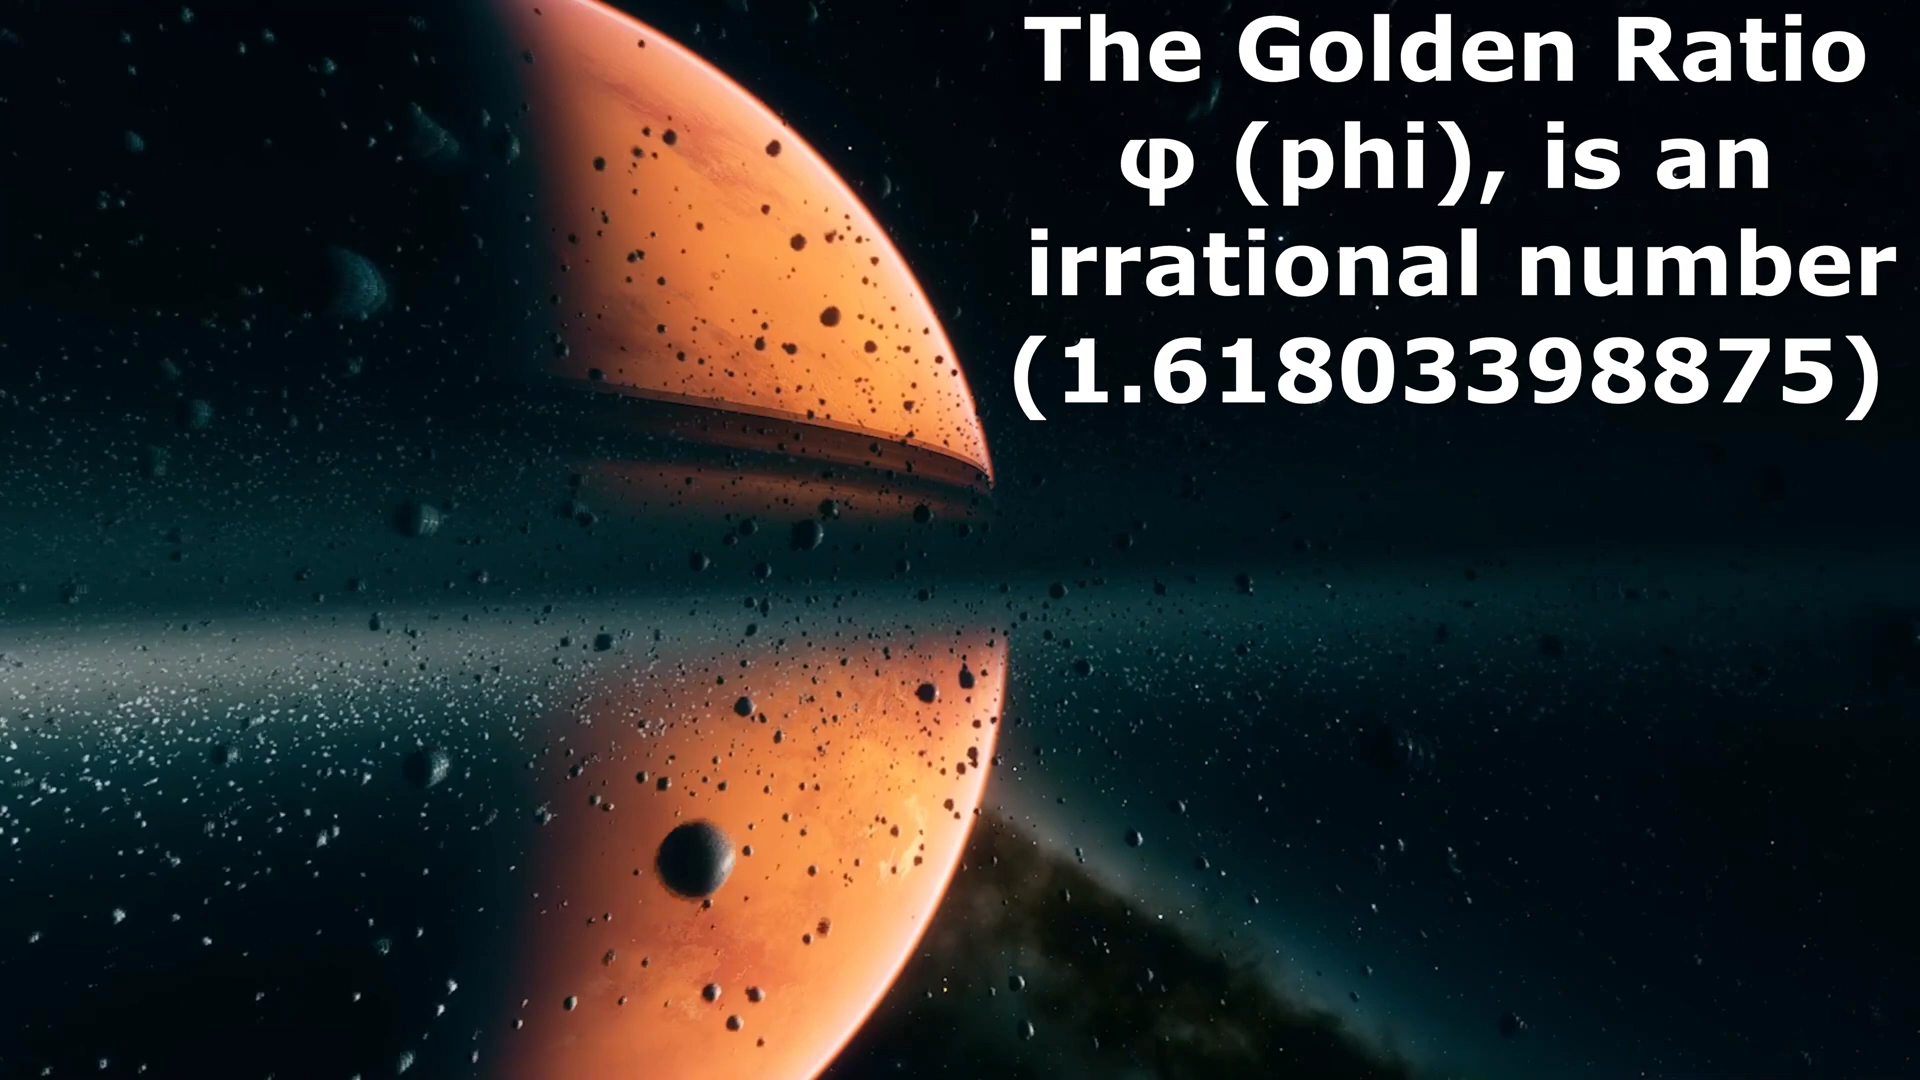 The Golden Ratio
φ (phi), is an
irrational number
(1.61803398875)